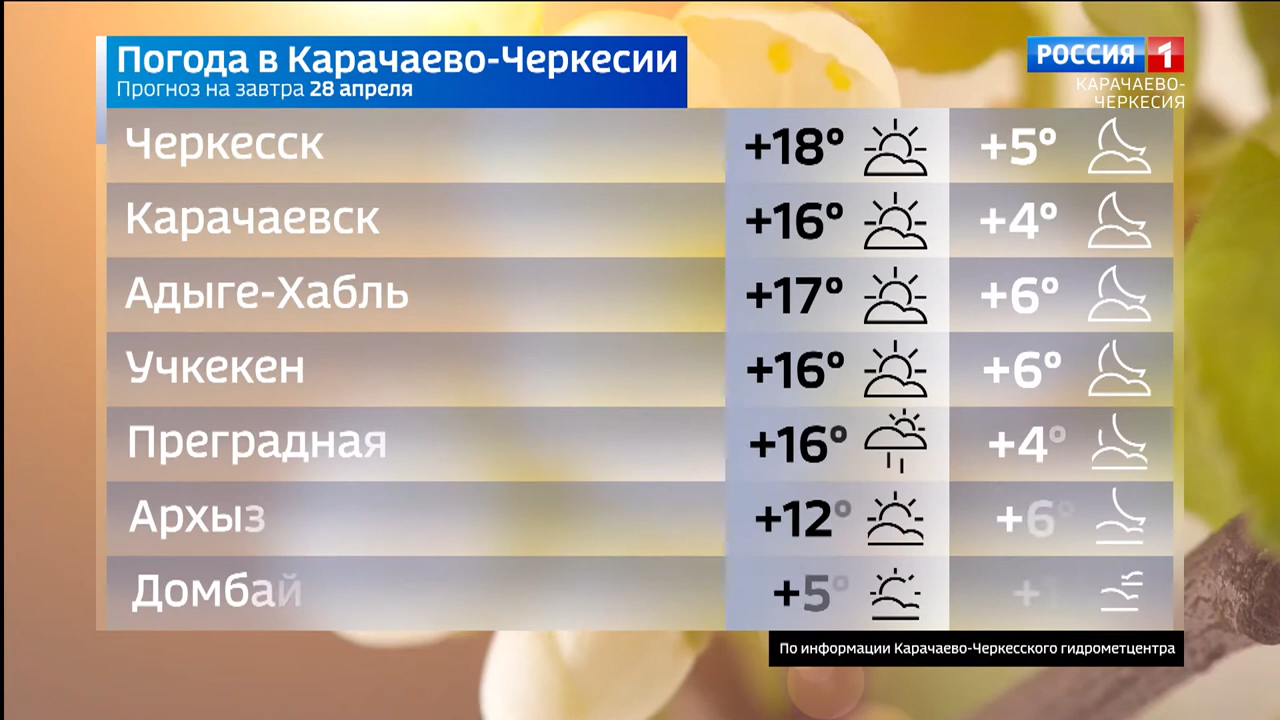 Погода в Карачаево-Черкесии
Прогноз на завтра 28 апреля
РОССИЯ 1
КАРАЧАЕВО-
ЧЕРКЕСИЯ
Черкесск +18° +5°
Карачаевск +16° +4°
Адыге-Хабль +17° +6°
Учкекен +16° +6°
Преградная +16° +4°
Архыз +12° +6°
Домбай +5°
По информации Карачаево-Черкесского гидрометцентра